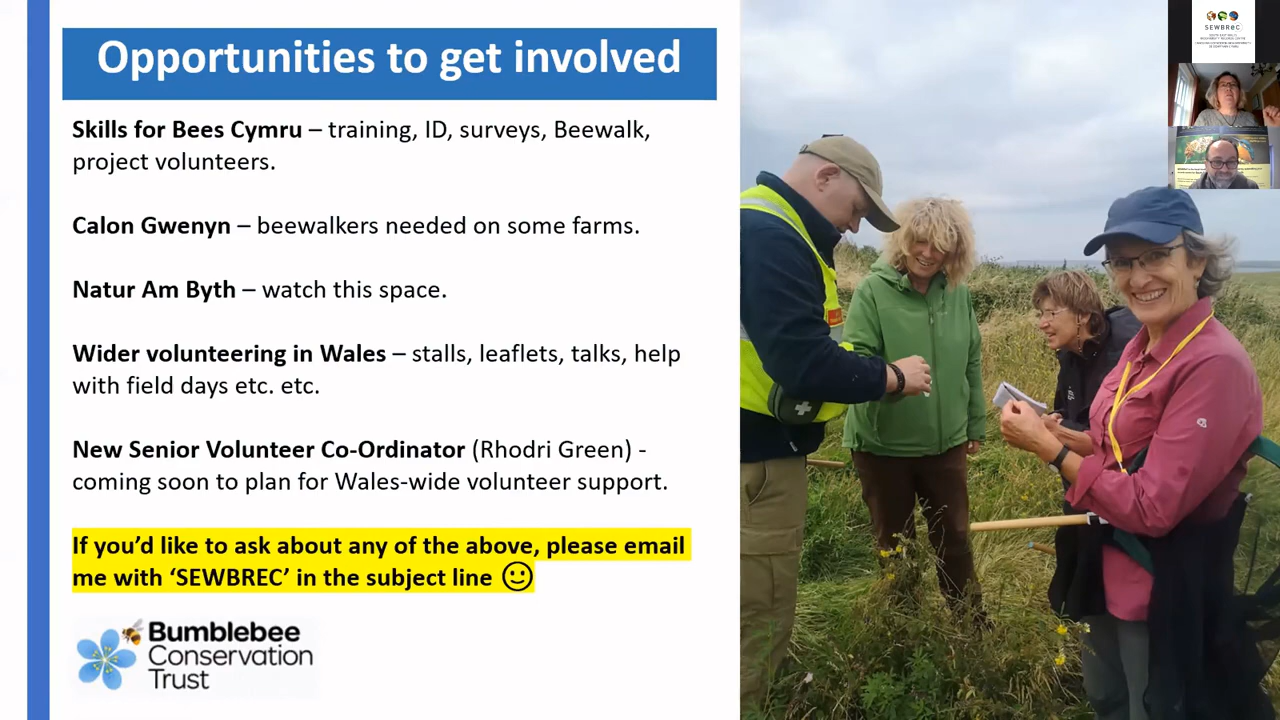 Opportunities to get involved
Skills for Bees Cymru – training, ID, surveys, Beewalk,
project volunteers.
Calon Gwenyn – beewalkers needed on some farms.
Natur Am Byth – watch this space.
Wider volunteering in Wales – stalls, leaflets, talks, help
with field days etc. etc.
New Senior Volunteer Co-Ordinator (Rhodri Green) -
coming soon to plan for Wales-wide volunteer support.
If you’d like to ask about any of the above, please email
me with ‘SEWBREC’ in the subject line
Bumblebee
Conservation
Trust
SEWBReC